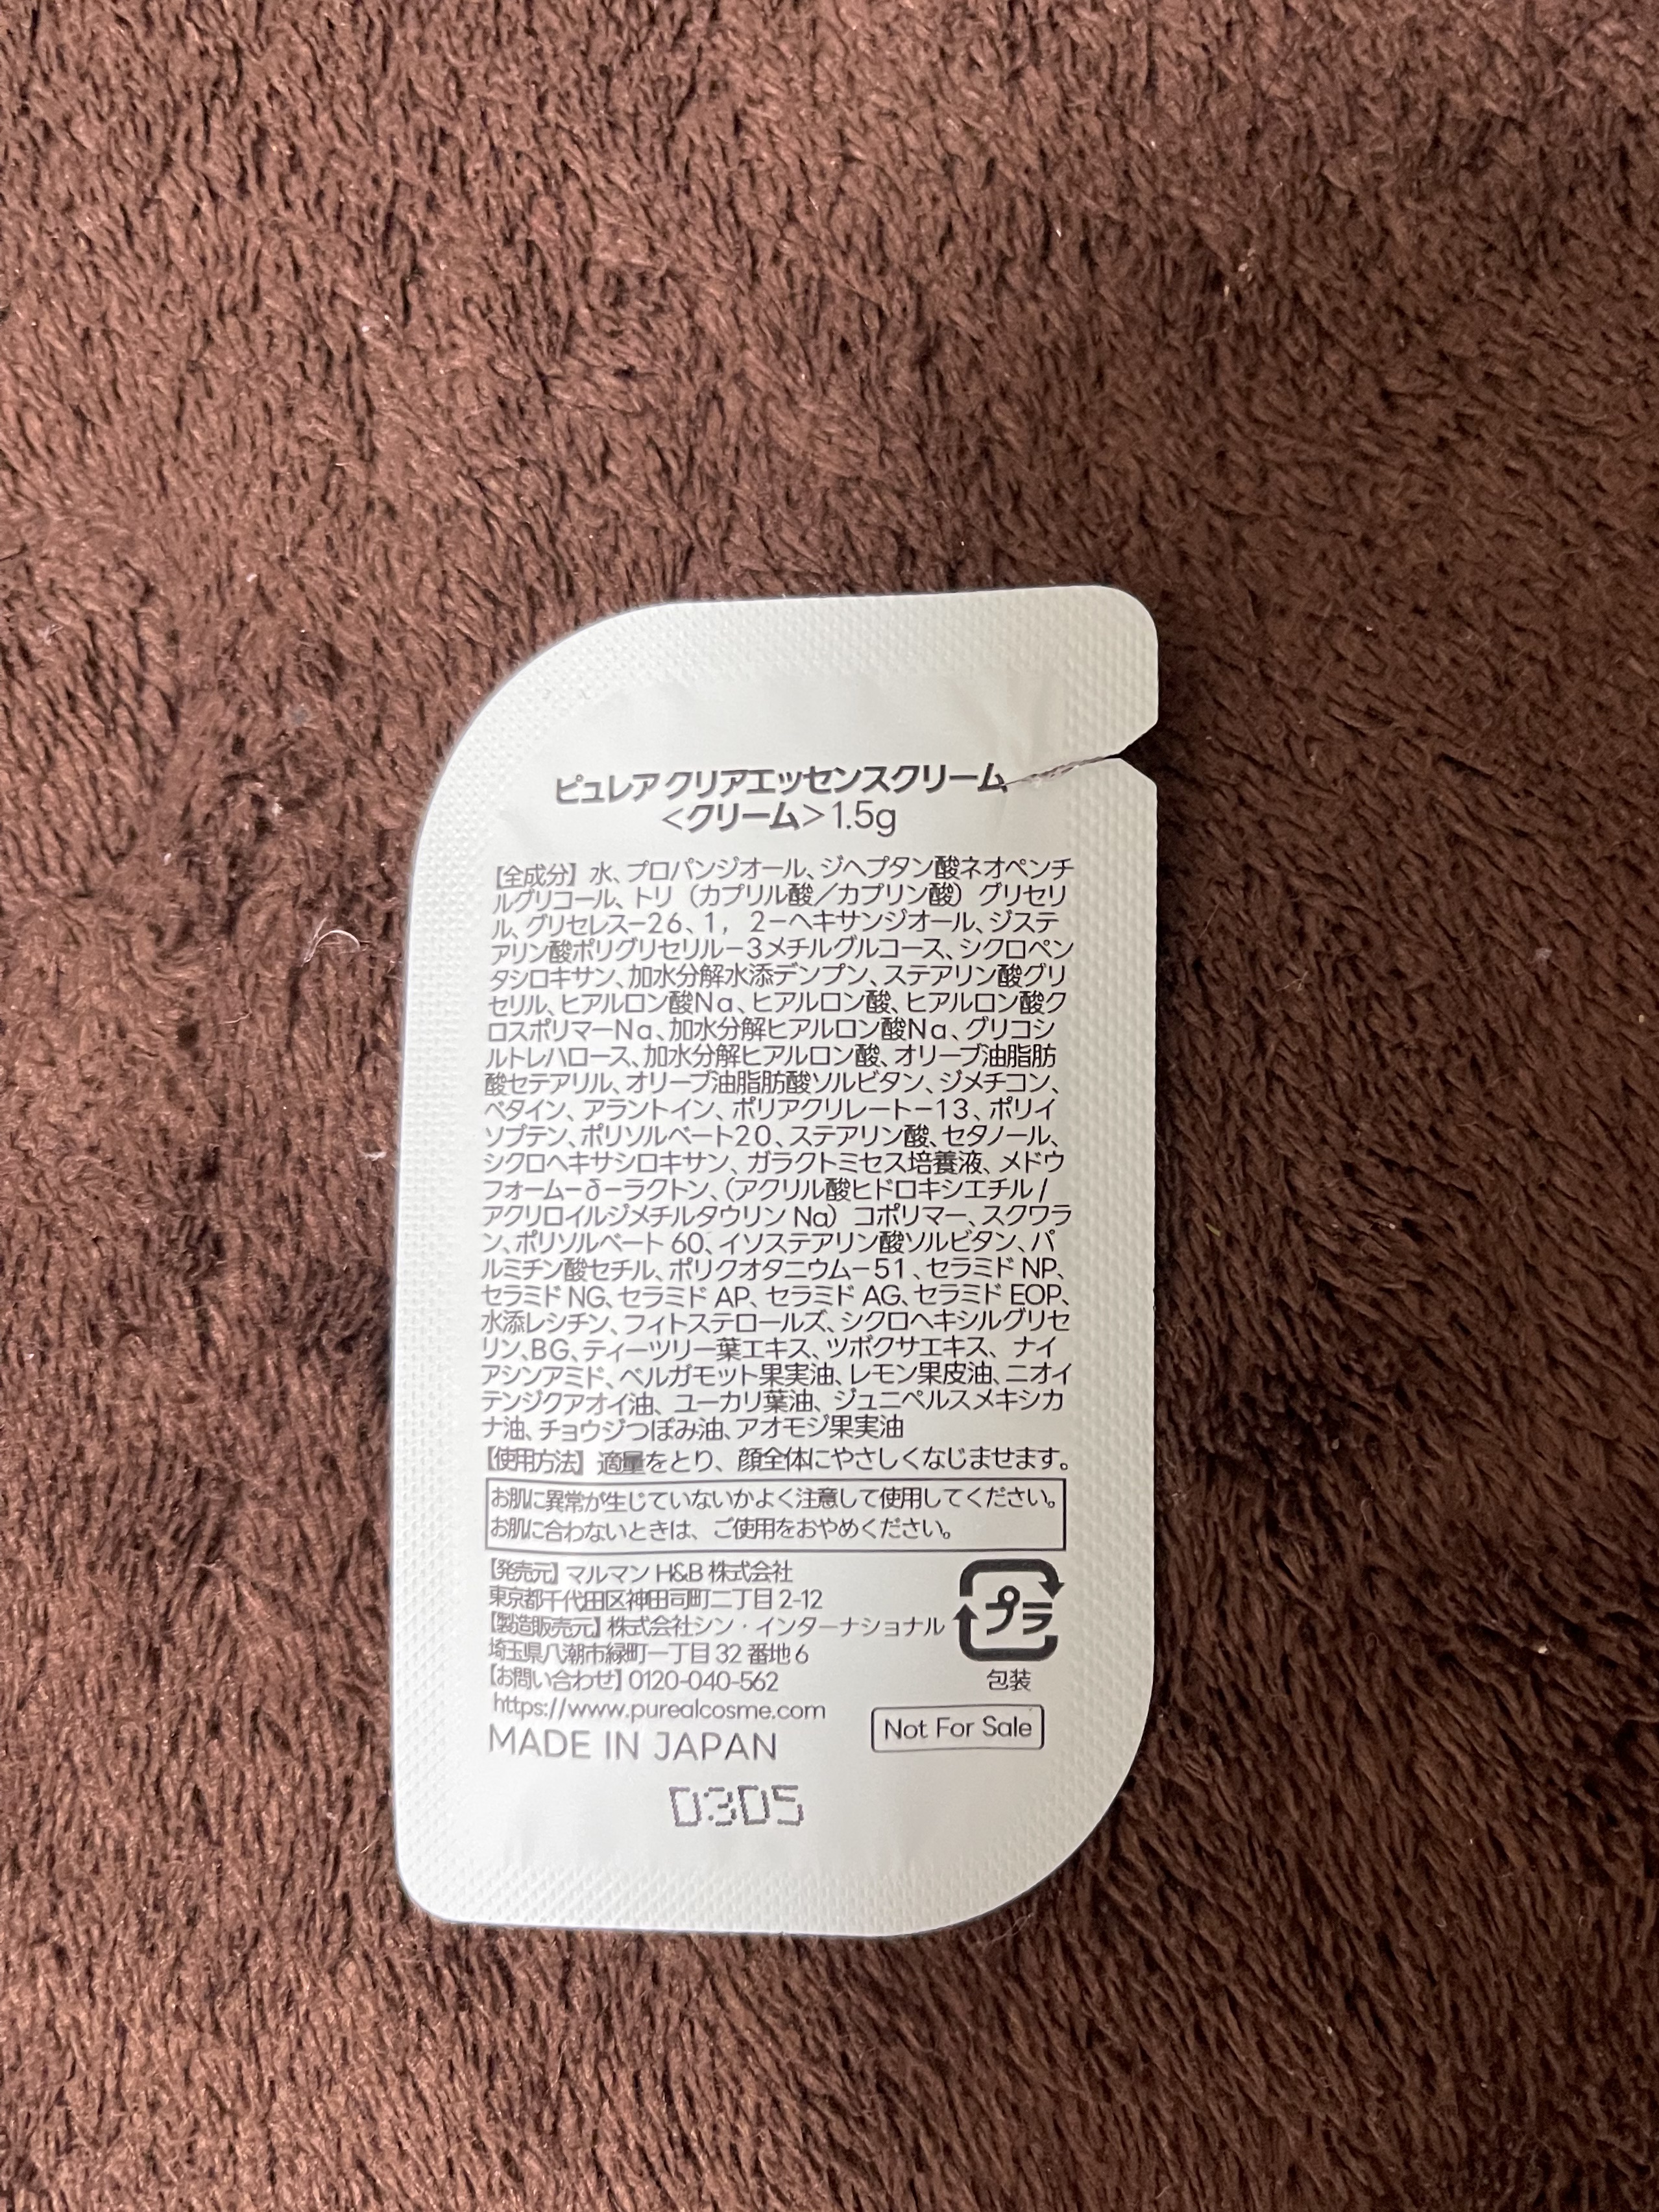 ピュレア クリアエッセンスクリーム
＜クリーム＞1.5g
【全成分】水、プロパンジオール、ジヘプタン酸ネオペンチ
ルグリコール、トリ（カプリル酸／カプリン酸）グリセリ
ル、グリセレス−26、1，2−ヘキサンジオール、ジステ
アリン酸ポリグリセリル−3メチルグルコース、シクロペン
タシロキサン、加水分解水添デンプン、ステアリン酸グリ
セリル、ヒアルロン酸Na、ヒアルロン酸、ヒアルロン酸ク
ロスポリマーNa、加水分解ヒアルロン酸Na、グリコシ
ルトレハロース、加水分解ヒアルロン酸、オリーブ油脂肪
酸セテアリル、オリーブ油脂肪酸ソルビタン、ジメチコン、
ベタイン、アラントイン、ポリアクリレート−13、ポリイ
ソブテン、ポリソルベート20、ステアリン酸、セタノール、
シクロヘキサシロキサン、ガラクトミセス培養液、メドウ
フォーム−δ−ラクトン、（アクリル酸ヒドロキシエチル/
アクリロイルジメチルタウリン Na）コポリマー、スクワラ
ン、ポリソルベート 60、イソステアリン酸ソルビタン、パ
ルミチン酸セチル、ポリクオタニウム−51、セラミド NP、
セラミド NG、セラミド AP、セラミド AG、セラミド EOP、
水添レシチン、フィトステロールズ、シクロヘキシルグリセ
リン、BG、ティーツリー葉エキス、ツボクサエキス、ナイ
アシンアミド、ベルガモット果実油、レモン果皮油、ニオイ
テンジクアオイ油、ユーカリ葉油、ジュニペルスメキシカ
ナ油、チョウジつぼみ油、アオモジ果実油
【使用方法】適量をとり、顔全体にやさしくなじませます。
お肌に異常が生じていないかよく注意して使用してください。
お肌に合わないときは、ご使用をおやめください。
【発売元】マルマン H&B 株式会社
東京都千代田区神田司町二丁目 2-12
【製造販売元】株式会社シン・インターナショナル
埼玉県八潮市緑町一丁目 32 番地 6
【お問い合わせ】0120-040-562
https://www.purealcosme.com
MADE IN JAPAN
プラ
包装
Not For Sale
0305